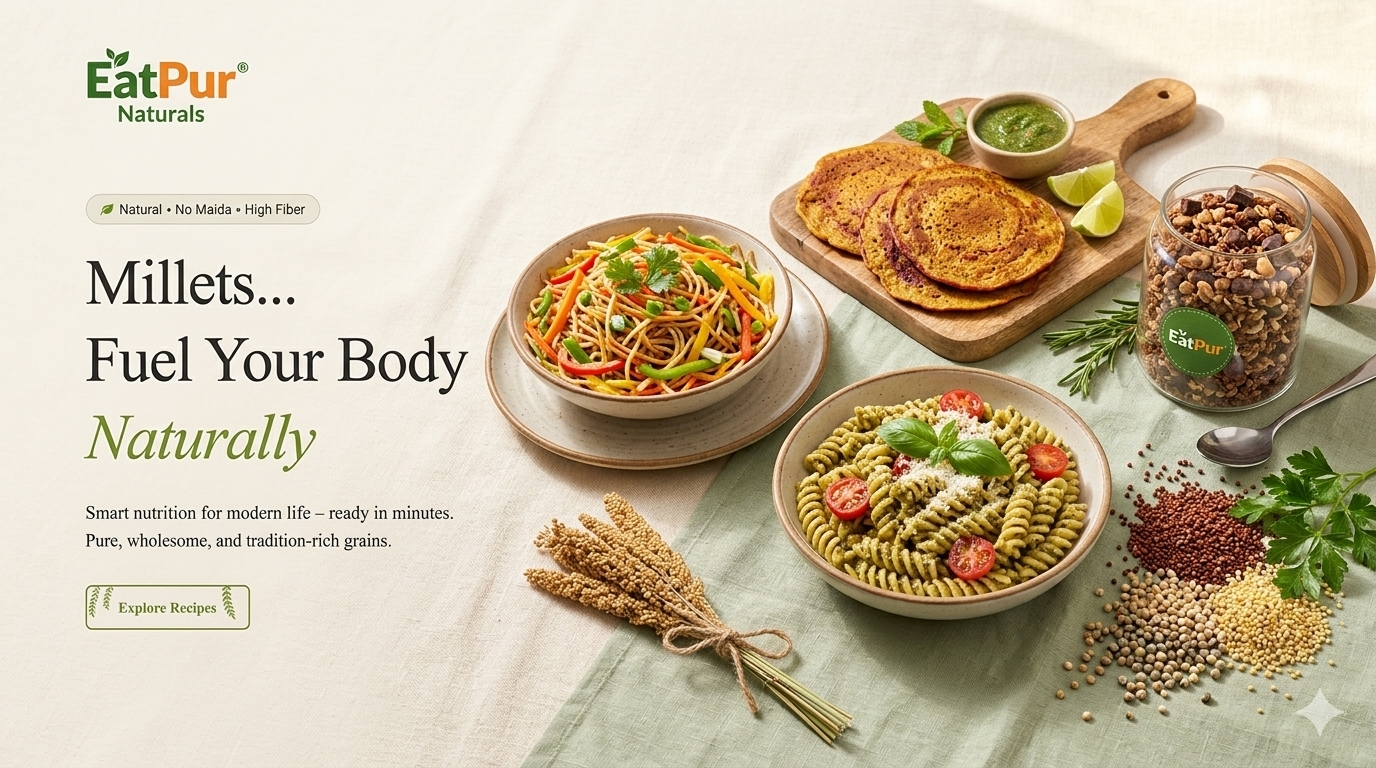 EatPur®
Naturals
Natural • No Maida • High Fiber
Millets...
Fuel Your Body
Naturally
Smart nutrition for modern life – ready in minutes.
Pure, wholesome, and tradition-rich grains.
Explore Recipes
EatPur